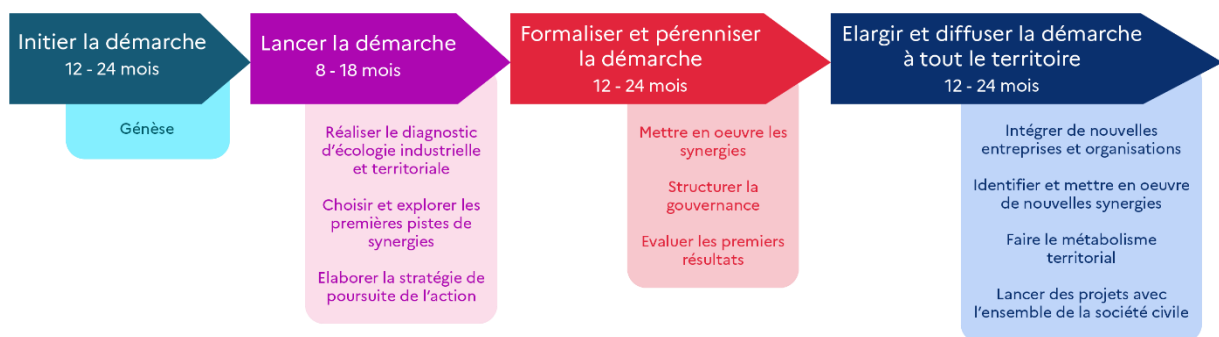 Initier la démarche
12 - 24 mois
Génèse
Lancer la démarche
8 - 18 mois
Réaliser le diagnostic
d'écologie industrielle
et territoriale
Choisir et explorer les
premières pistes de
synergies
Elaborer la stratégie de
poursuite de l'action
Formaliser et pérenniser
la démarche
12 - 24 mois
Mettre en oeuvre les
synergies
Structurer la
gouvernance
Evaluer les premiers
résultats
Elargir et diffuser la démarche
à tout le territoire
12 - 24 mois
Intégrer de nouvelles
entreprises et organisations
Identifier et mettre en oeuvre
de nouvelles synergies
Faire le métabolisme
territorial
Lancer des projets avec
l'ensemble de la société civile